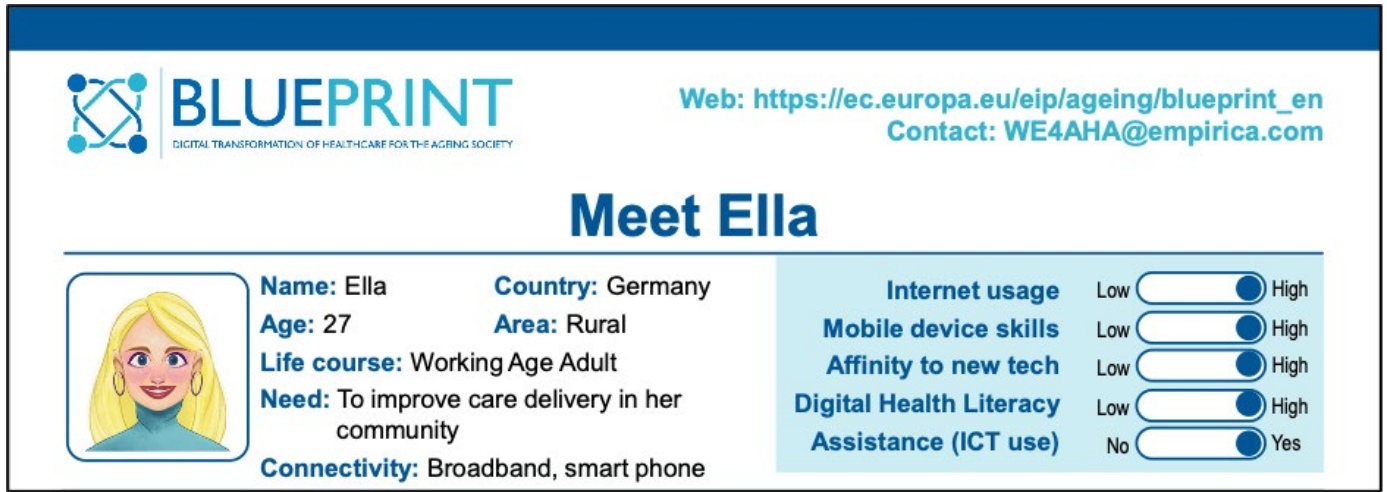 BLUEPRINT
DIGITAL TRANSFORMATION OF HEALTHCARE FOR THE AGEING SOCIETY
Web: https://ec.europa.eu/eip/ageing/blueprint_en
Contact: WE4AHA@empirica.com
Meet Ella
Name: Ella
Country: Germany
Age: 27
Area: Rural
Life course: Working Age Adult
Need: To improve care delivery in her
community
Connectivity: Broadband, smart phone
Internet usage Low High
Mobile device skills Low High
Affinity to new tech Low High
Digital Health Literacy Low High
Assistance (ICT use) No Yes